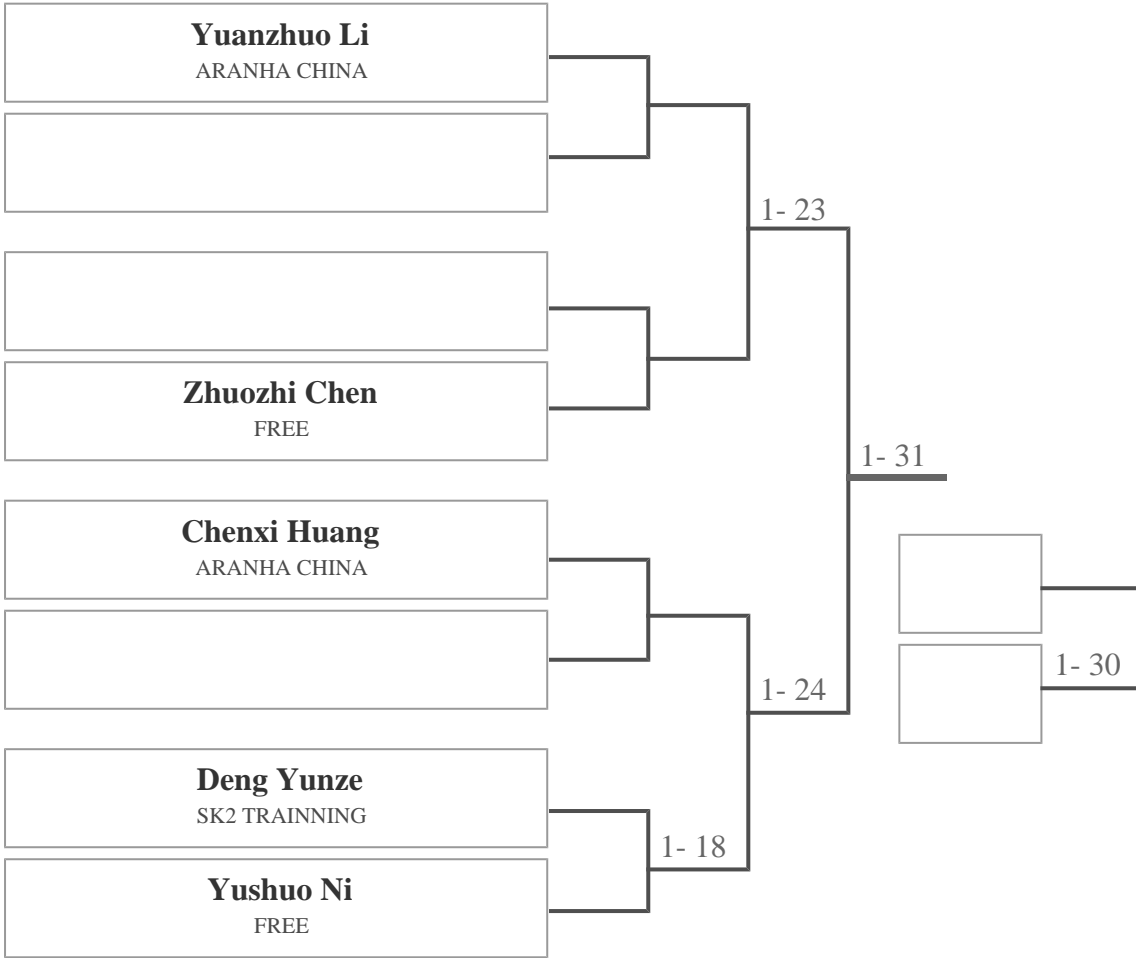 Yuanzhuo Li
ARANHA CHINA
1- 23
Zhuozhi Chen
FREE
1- 31
Chenxi Huang
ARANHA CHINA
1- 30
1- 24
Deng Yunze
SK2 TRAINNING
1- 18
Yushuo Ni
FREE